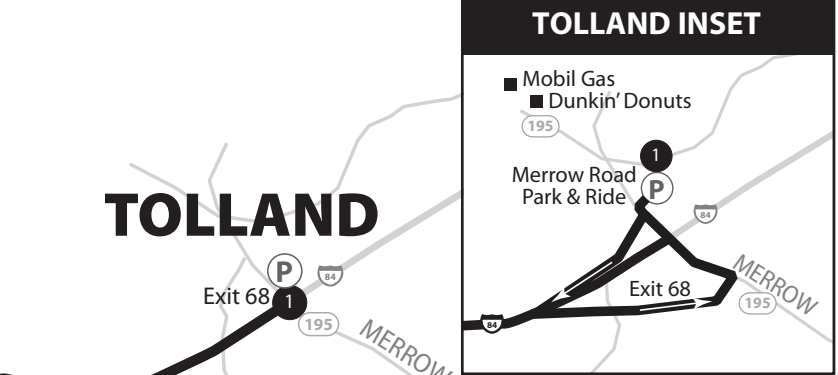 TOLLAND
P
84
Exit 68
1
195
MERROW
TOLLAND INSET
Mobil Gas
Dunkin' Donuts
195
1
Merrow Road
Park & Ride
P
84
MERROW
Exit 68
195
84